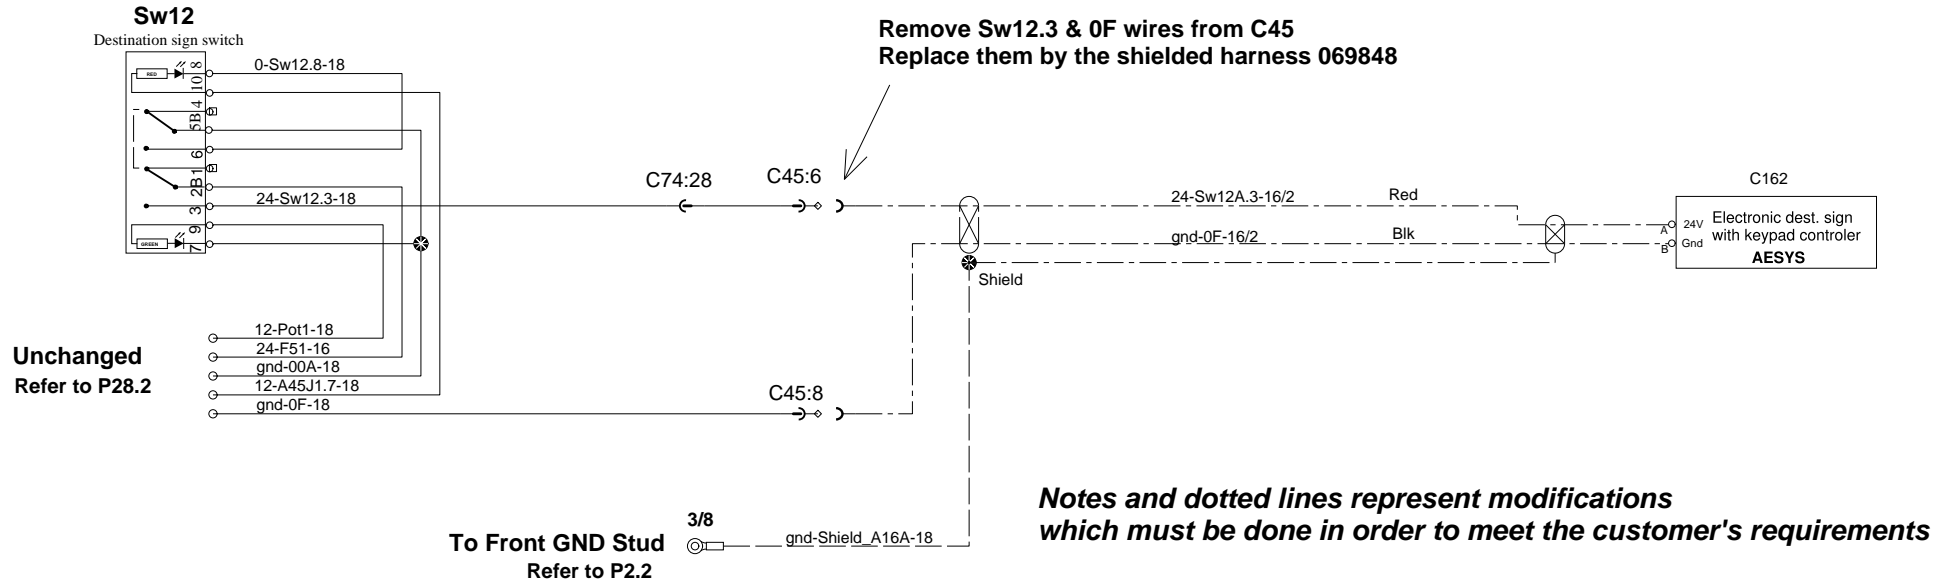 Sw12
Destination sign switch
Remove Sw12.3 & 0F wires from C45
Replace them by the shielded harness 069848
RED
8
10
4
5B
6
1
2B
3
9
7
GREEN
0-Sw12.8-18
24-Sw12.3-18
C74:28
C45:6
24-Sw12A.3-16/2
Red
gnd-0F-16/2
Blk
Shield
C162
A
24V
B
Gnd
Electronic dest. sign
with keypad controler
AESYS
Unchanged
Refer to P28.2
12-Pot1-18
24-F51-16
gnd-00A-18
12-A45J1.7-18
gnd-0F-18
C45:8
3/8
To Front GND Stud
Refer to P2.2
gnd-Shield_A16A-18
Notes and dotted lines represent modifications
which must be done in order to meet the customer's requirements